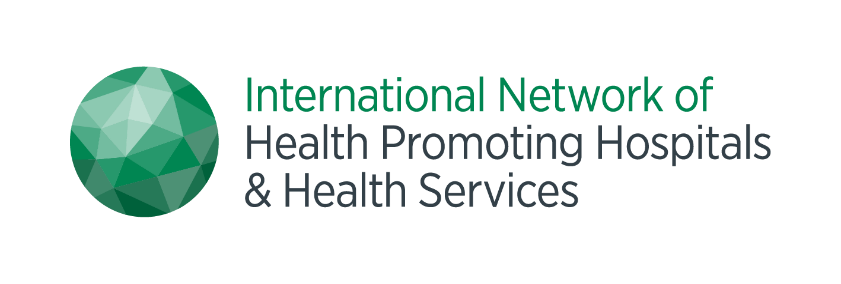 International Network of
Health Promoting Hospitals
& Health Services